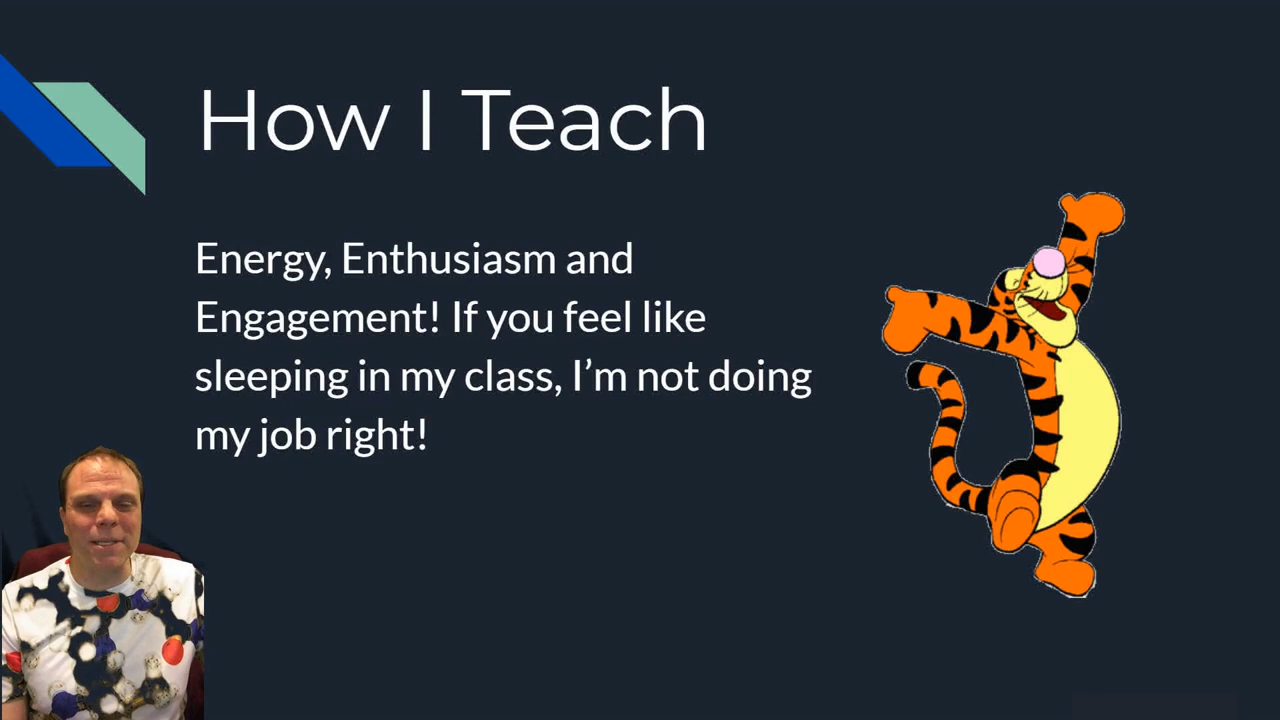 How I Teach
Energy, Enthusiasm and
Engagement! If you feel like
sleeping in my class, I’m not doing
my job right!